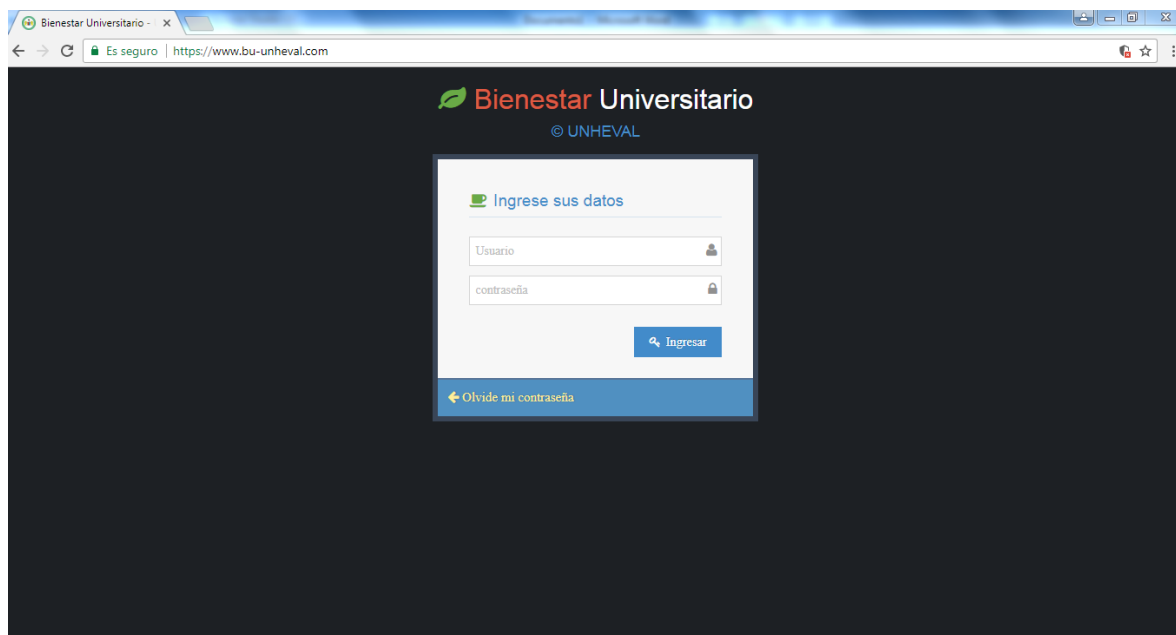 Bienestar Universitario -
Es seguro | https://www.bu-unheval.com
Bienestar Universitario
© UNHEVAL
Ingrese sus datos
Usuario
contraseña
Ingresar
Olvide mi contraseña